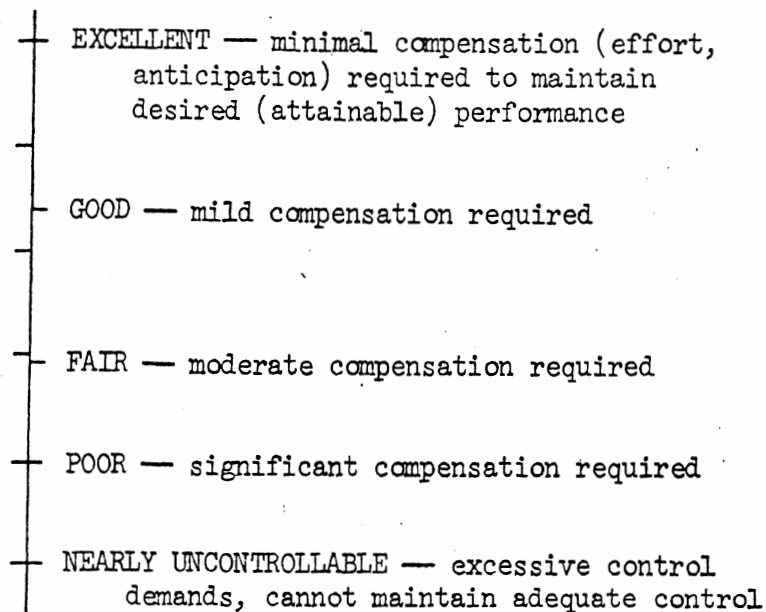 EXCELLENT — minimal compensation (effort,
anticipation) required to maintain
desired (attainable) performance
GOOD — mild compensation required
FAIR — moderate compensation required
POOR — significant compensation required
NEARLY UNCONTROLLABLE — excessive control
demands, cannot maintain adequate control